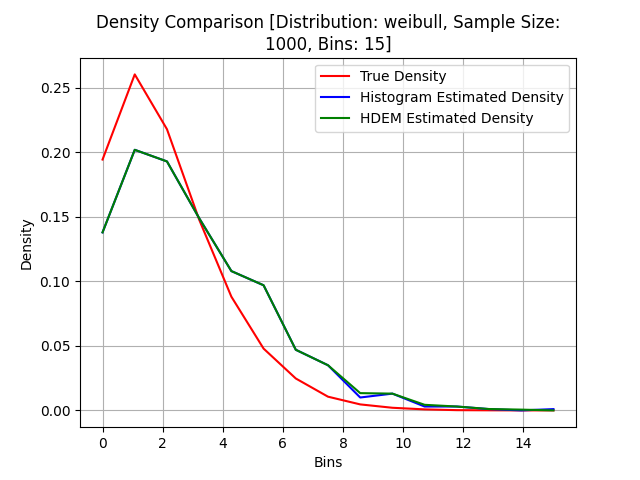 Density Comparison [Distribution: weibull, Sample Size:
1000, Bins: 15]
True Density
Histogram Estimated Density
HDEM Estimated Density
Density
0.25
0.20
0.15
0.10
0.05
0.00
0 2 4 6 8 10 12 14
Bins